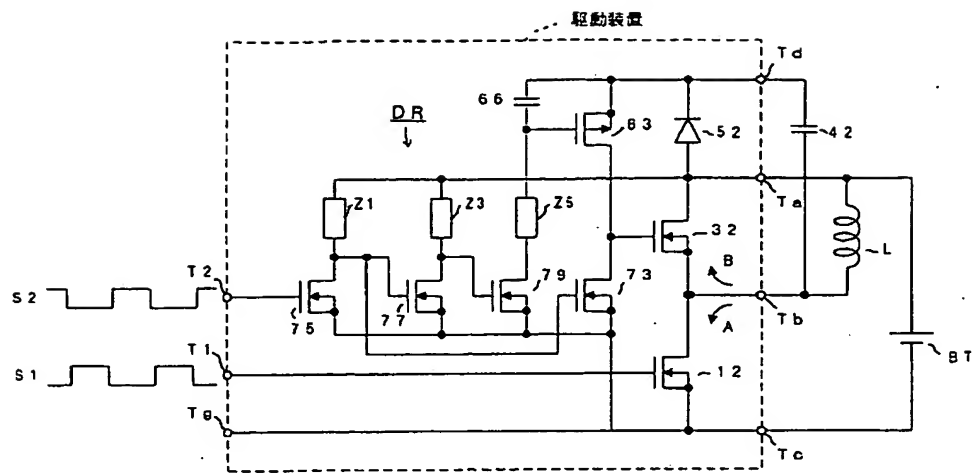 駆動装置
Td
66
DR
63
52
42
Ta
Z1
Z3
Z5
32
L
B
S2
T2
79
73
Tb
75
77
A
BT
T1
S1
12
Tg
Tc